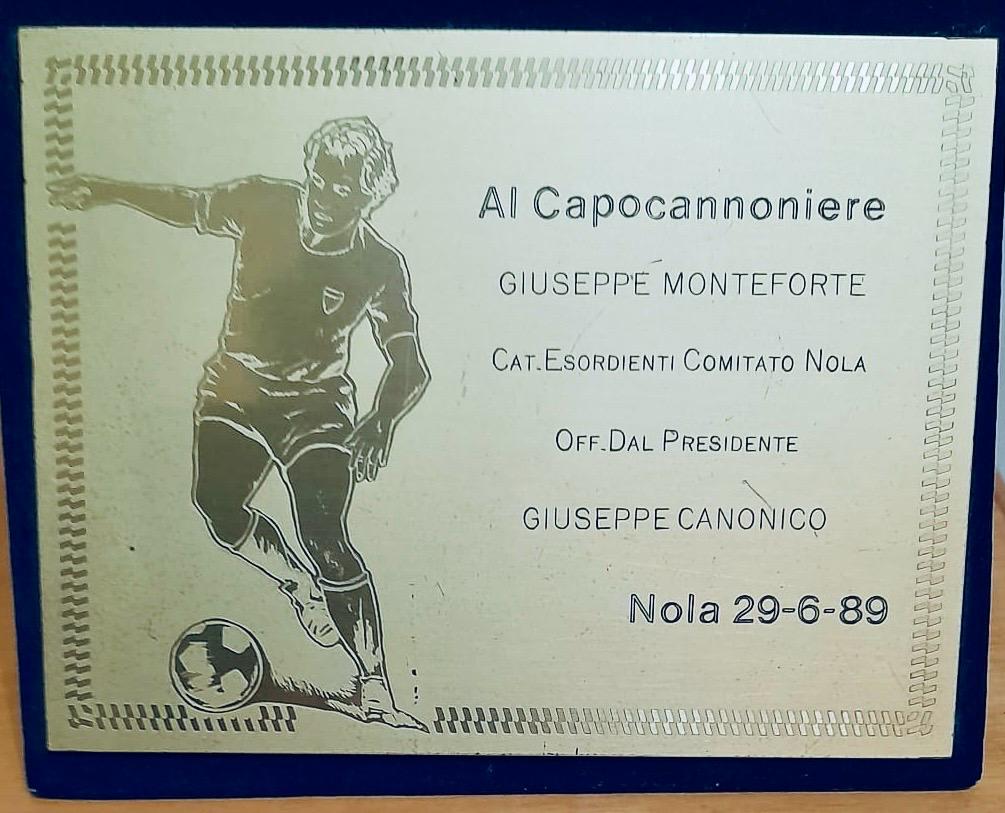 Al Capocannoniere
GIUSEPPE MONTEFORTE
CAT.ESORDIENTI COMITATO NOLA
OFF.DAL PRESIDENTE
GIUSEPPE CANONICO
Nola 29-6-89